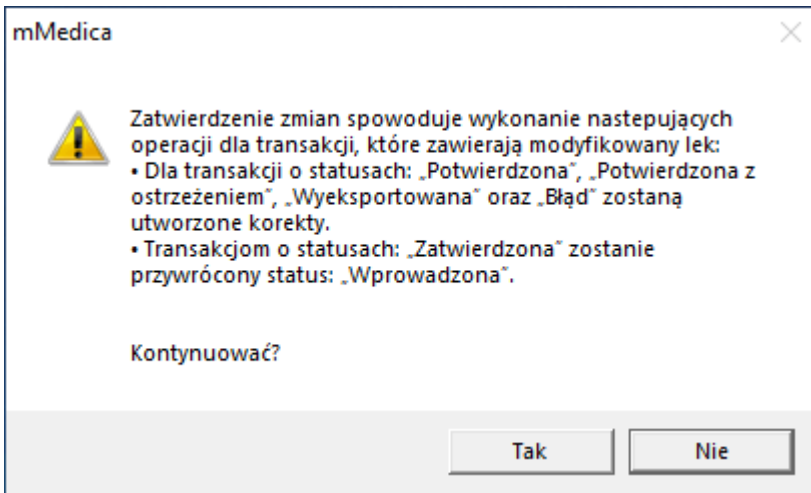 mMedica
Zatwierdzenie zmian spowoduje wykonanie nastepujących
operacji dla transakcji, które zawierają modyfikowany lek:
• Dla transakcji o statusach: „Potwierdzona”, „Potwierdzona z
ostrzeżeniem”, „Wyeksportowana” oraz „Błąd” zostaną
utworzone korekty.
• Transakcjom o statusach: „Zatwierdzona” zostanie
przywrócony status: „Wprowadzona”.
Kontynuować?
Tak
Nie